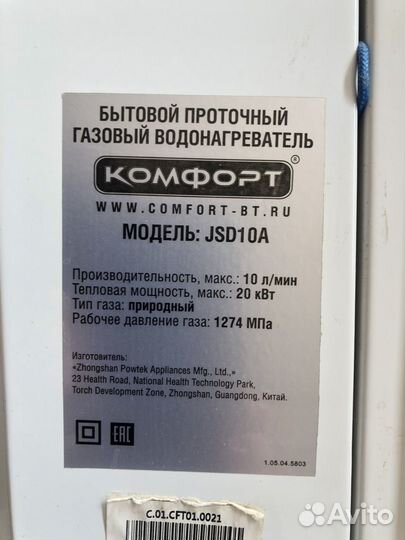 БЫТОВОЙ ПРОТОЧНЫЙ
ГАЗОВЫЙ ВОДОНАГРЕВАТЕЛЬ
КОМФОРТ®
WWW.COMFORT-BT.RU
МОДЕЛЬ: JSD10A
Производительность, макс.: 10 л/мин
Тепловая мощность, макс.: 20 кВт
Тип газа: природный
Рабочее давление газа: 1274 МПа
Изготовитель:
«Zhongshan Powtek Appliances Mfg., Ltd.,»
23 Health Road, National Health Technology Park,
Torch Development Zone, Zhongshan, Guangdong, Китай.
EAC
1.05.04.5803
C.01.CFT01.0021
Avito